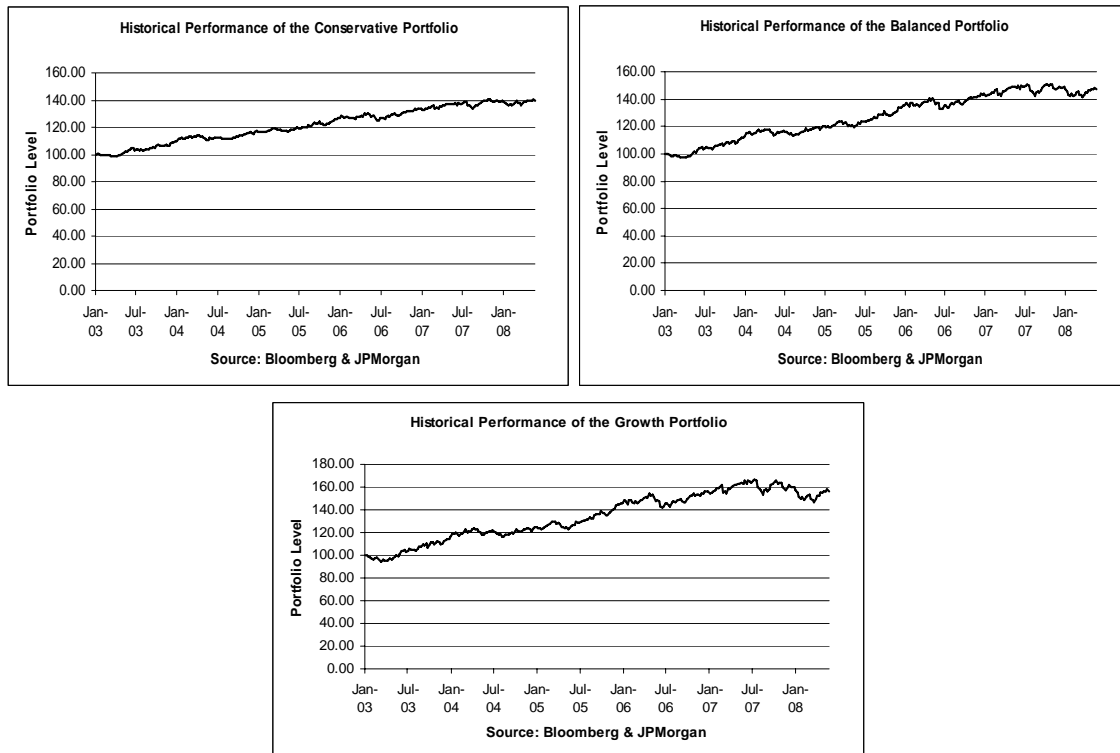 Historical Performance of the Conservative Portfolio
Portfolio Level
160.00
140.00
120.00
100.00
80.00
60.00
40.00
20.00
0.00
Jan-03 Jul-03 Jan-04 Jul-04 Jan-05 Jul-05 Jan-06 Jul-06 Jan-07 Jul-07 Jan-08
Source: Bloomberg & JPMorgan
Historical Performance of the Balanced Portfolio
Portfolio Level
160.00
140.00
120.00
100.00
80.00
60.00
40.00
20.00
0.00
Jan-03 Jul-03 Jan-04 Jul-04 Jan-05 Jul-05 Jan-06 Jul-06 Jan-07 Jul-07 Jan-08
Source: Bloomberg & JPMorgan
Historical Performance of the Growth Portfolio
Portfolio Level
180.00
160.00
140.00
120.00
100.00
80.00
60.00
40.00
20.00
0.00
Jan-03 Jul-03 Jan-04 Jul-04 Jan-05 Jul-05 Jan-06 Jul-06 Jan-07 Jul-07 Jan-08
Source: Bloomberg & JPMorgan